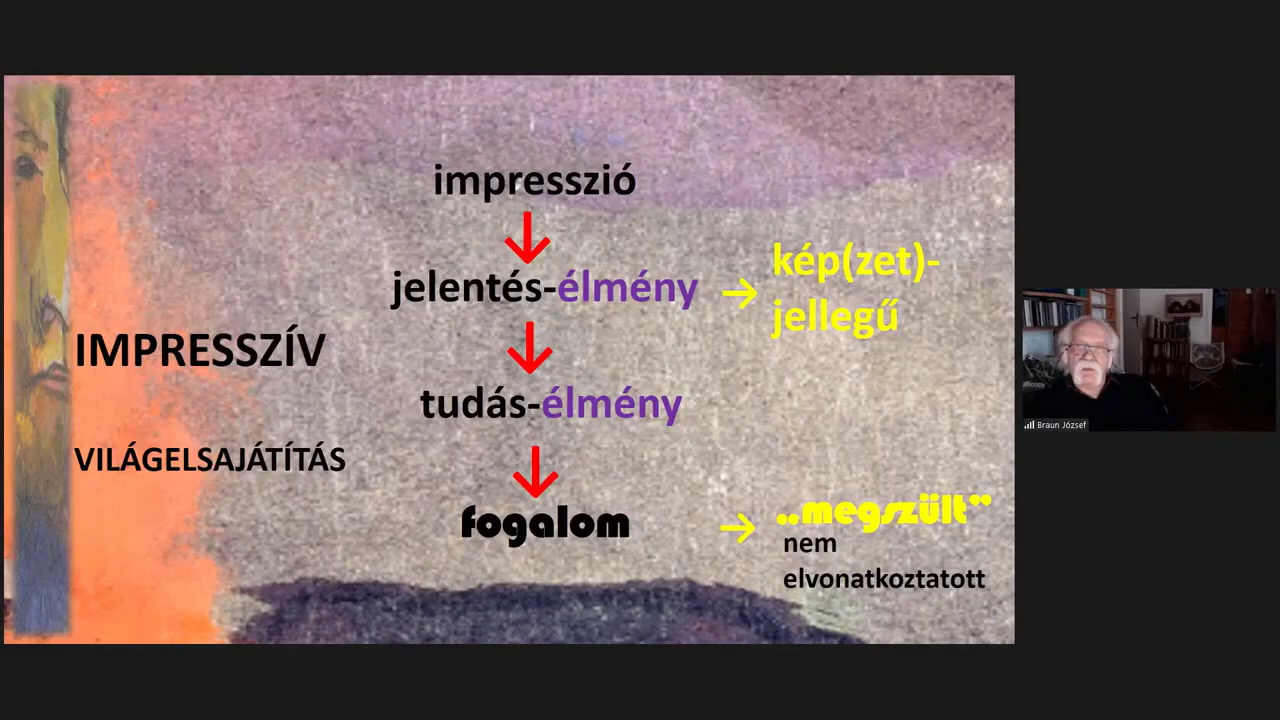 impresszió
jelentés-élmény
kép(zet)-
jellegű
IMPRESSZÍV
tudás-élmény
VILÁGELSAJÁTÍTÁS
fogalom
„megszült”
nem
elvonatkoztatott
Braun József